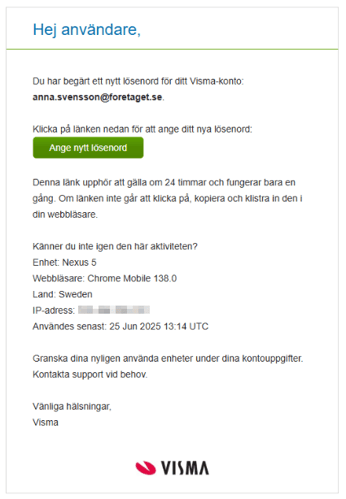 Hej användare,
Du har begärt ett nytt lösenord för ditt Visma-konto:
anna.svensson@foretaget.se.
Klicka på länken nedan för att ange ditt nya lösenord:
Ange nytt lösenord
Denna länk upphör att gälla om 24 timmar och fungerar bara en
gång. Om länken inte går att klicka på, kopiera och klistra in den i
din webbläsare.
Känner du inte igen den här aktiviteten?
Enhet: Nexus 5
Webbläsare: Chrome Mobile 138.0
Land: Sweden
IP-adress:
Användes senast: 25 Jun 2025 13:14 UTC
Granska dina nyligen använda enheter under dina kontouppgifter.
Kontakta support vid behov.
Vänliga hälsningar,
Visma
VISMA